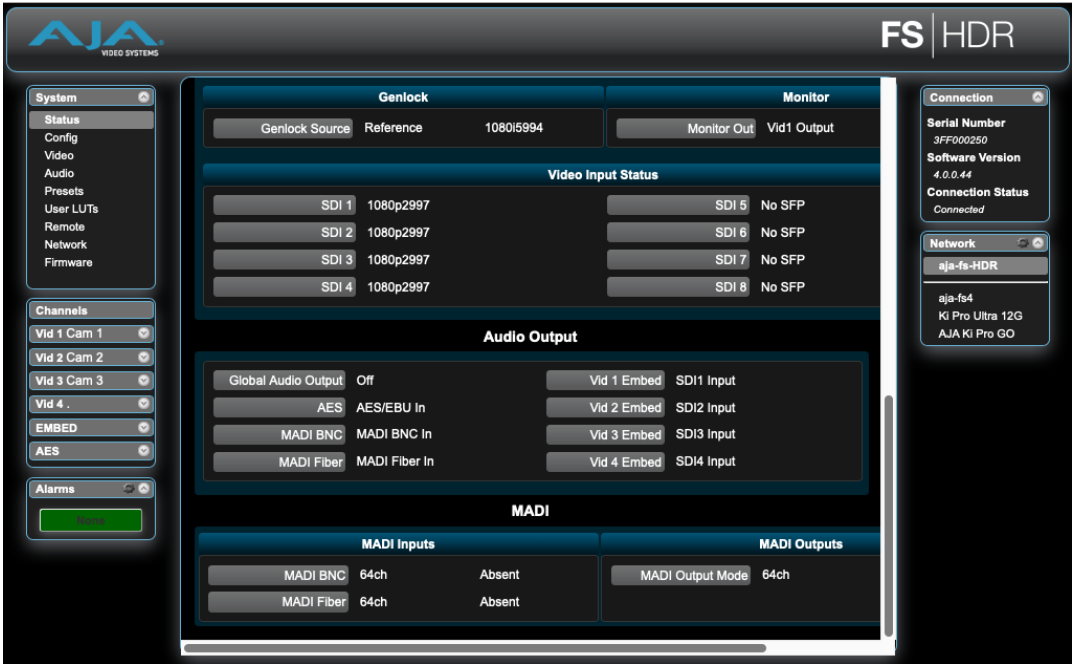 AJA
VIDEO SYSTEMS
FS HDR
System
Status
Config
Video
Audio
Presets
User LUTs
Remote
Network
Firmware
Channels
Vid 1 Cam 1
Vid 2 Cam 2
Vid 3 Cam 3
Vid 4 .
EMBED
AES
Alarms
None
Genlock
Monitor
Genlock Source Reference 1080i5994
Monitor Out Vid1 Output
Video Input Status
SDI 1 1080p2997
SDI 5 No SFP
SDI 2 1080p2997
SDI 6 No SFP
SDI 3 1080p2997
SDI 7 No SFP
SDI 4 1080p2997
SDI 8 No SFP
Audio Output
Global Audio Output Off
Vid 1 Embed SDI1 Input
AES AES/EBU In
Vid 2 Embed SDI2 Input
MADI BNC MADI BNC In
Vid 3 Embed SDI3 Input
MADI Fiber MADI Fiber In
Vid 4 Embed SDI4 Input
MADI
MADI Inputs
MADI Outputs
MADI BNC 64ch Absent
MADI Output Mode 64ch
MADI Fiber 64ch Absent
Connection
Serial Number
3FF000250
Software Version
4.0.0.44
Connection Status
Connected
Network
aja-fs-HDR
aja-fs4
Ki Pro Ultra 12G
AJA Ki Pro GO